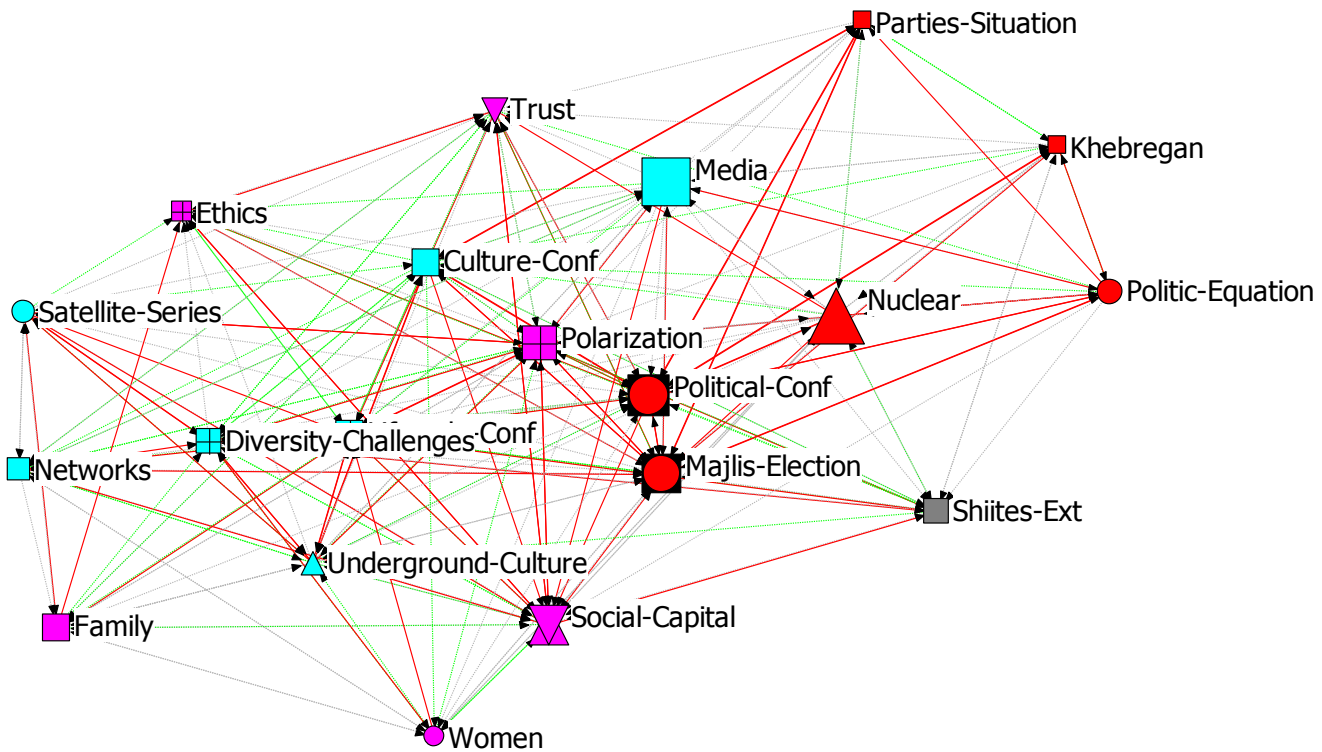 Parties-Situation
Trust
Khebregan
Media
Ethics
Culture-Conf
Politic-Equation
Nuclear
Satellite-Series
Polarization
Political-Conf
-Conf
Diversity-Challenges
Majlis-Election
Networks
Shiites-Ext
Underground-Culture
Social-Capital
Family
Women